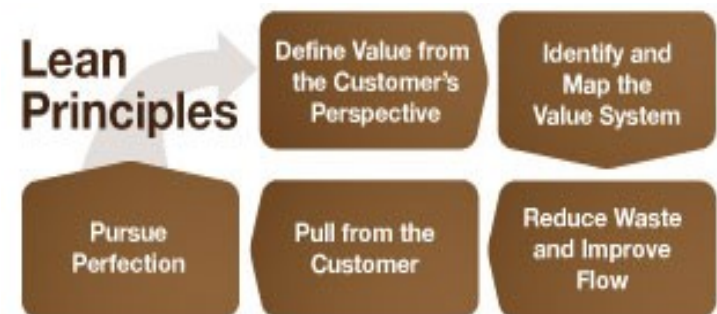 Lean
Principles
Define Value from
the Customer's
Perspective
Identify and
Map the
Value System
Reduce Waste
and Improve
Flow
Pull from the
Customer
Pursue
Perfection